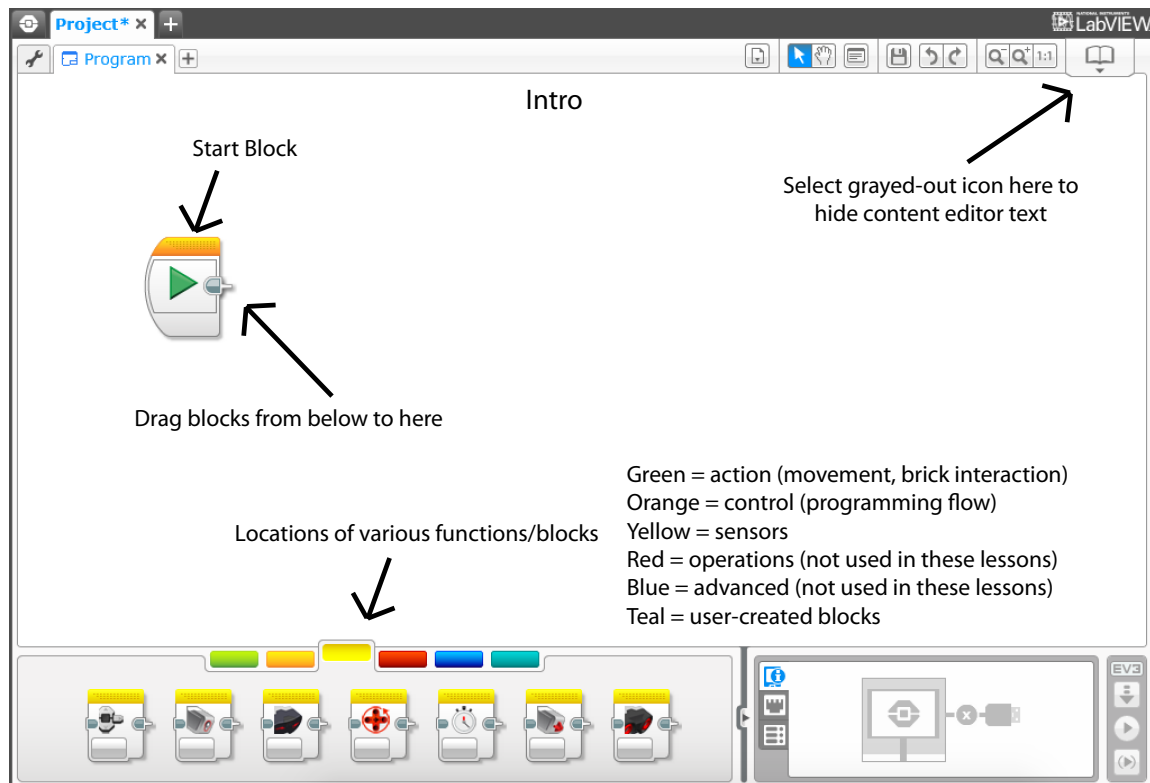 Project*
NATIONAL INSTRUMENTS
LabVIEW
Program
1:1
Intro
Start Block
Select grayed-out icon here to
hide content editor text
Drag blocks from below to here
Green = action (movement, brick interaction)
Orange = control (programming flow)
Yellow = sensors
Red = operations (not used in these lessons)
Blue = advanced (not used in these lessons)
Teal = user-created blocks
Locations of various functions/blocks
EV3